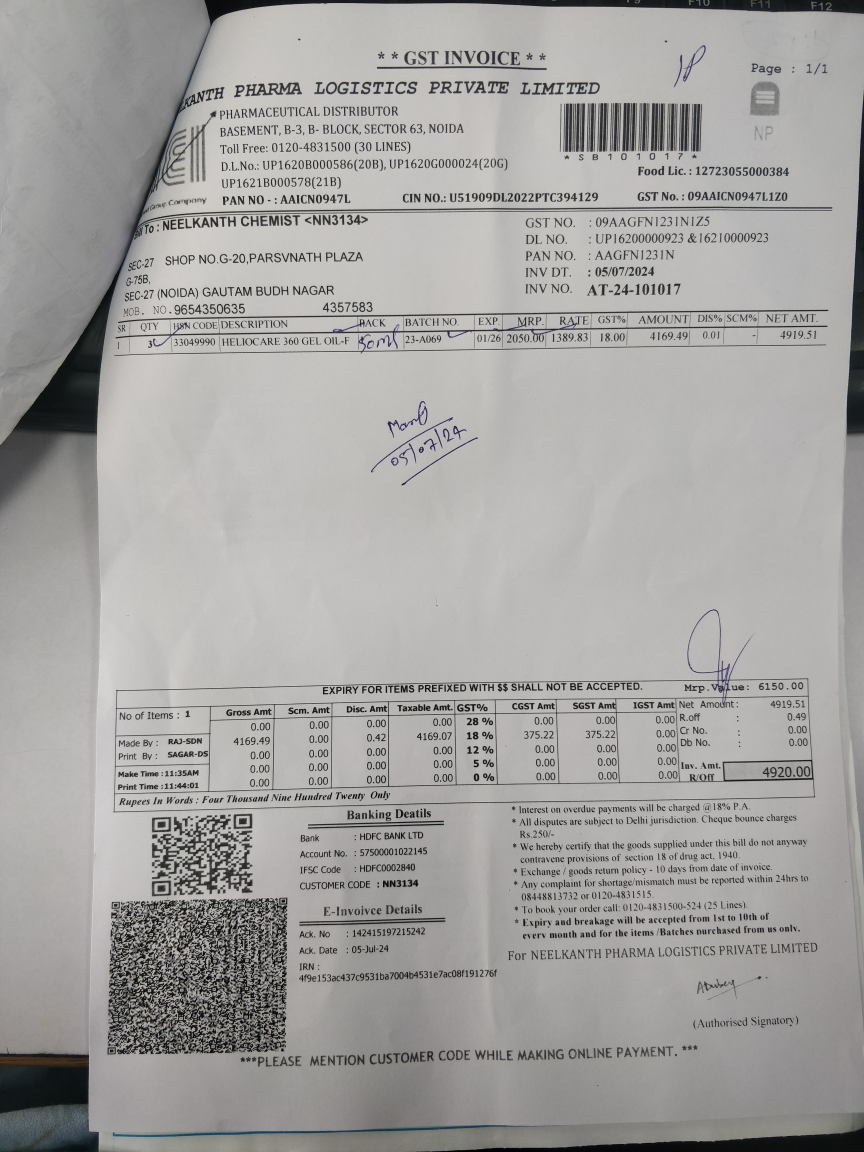 F9 F10 F11 F12
* * GST INVOICE * *
Page : 1/1
NEELKANTH PHARMA LOGISTICS PRIVATE LIMITED
PHARMACEUTICAL DISTRIBUTOR
BASEMENT, B-3, B- BLOCK, SECTOR 63, NOIDA
Toll Free: 0120-4831500 (30 LINES)
D.L.No.: UP1620B000586(20B), UP1620G000024(20G)
UP1621B000578(21B)
PAN NO - : AAICN0947L
CIN NO.: U51909DL2022PTC394129
NP
* S B 1 0 1 0 1 7 *
Food Lic. : 12723055000384
GST No. : 09AAICN0947L1Z0
Group Company
Bill To : NEELKANTH CHEMIST <NN3134>
SEC-27 SHOP NO.G-20,PARSVNATH PLAZA
G-75B,
SEC-27 (NOIDA) GAUTAM BUDH NAGAR
MOB. NO. 9654350635 4357583
GST NO. : 09AAGFN1231N1Z5
DL NO. : UP16200000923 &16210000923
PAN NO. : AAGFN1231N
INV DT. : 05/07/2024
INV NO. AT-24-101017
SR QTY HSN CODE DESCRIPTION PACK BATCH NO. EXP. MRP. RATE GST% AMOUNT DIS% SCM% NET AMT.
1 3 33049990 HELIOCARE 360 GEL OIL-F 50ml 23-A069 01/26 2050.00 1389.83 18.00 4169.49 0.01 - 4919.51
05/07/24
EXPIRY FOR ITEMS PREFIXED WITH $$ SHALL NOT BE ACCEPTED.
Mrp.Value: 6150.00
No of Items : 1
Made By : RAJ-SDN
Print By : SAGAR-DS
Make Time :11:35AM
Print Time :11:44:01
Gross Amt Scm. Amt Disc. Amt Taxable Amt. GST% CGST Amt SGST Amt IGST Amt
0.00 0.00 0.00 0.00 28 % 0.00 0.00 0.00
4169.49 0.00 0.42 4169.07 18 % 375.22 375.22 0.00
0.00 0.00 0.00 0.00 12 % 0.00 0.00 0.00
0.00 0.00 0.00 0.00 5 % 0.00 0.00 0.00
0.00 0.00 0.00 0.00 0 % 0.00 0.00 0.00
Net Amount: 4919.51
R.off : 0.49
Cr No. : 0.00
Db No. : 0.00
Inv. Amt. R/Off 4920.00
Rupees In Words : Four Thousand Nine Hundred Twenty Only
Banking Deatils
Bank : HDFC BANK LTD
Account No. : 57500001022145
IFSC Code : HDFC0002840
CUSTOMER CODE : NN3134
E-Invoivce Details
Ack. No : 142415197215242
Ack. Date : 05-Jul-24
IRN :
4f9e153ac437c9531ba7004b4531e7ac08f191276f
* Interest on overdue payments will be charged @18% P.A.
* All disputes are subject to Delhi jurisdiction. Cheque bounce charges
Rs.250/-
* We hereby certify that the goods supplied under this bill do not anyway
contravene provisions of section 18 of drug act, 1940.
* Exchange / goods return policy - 10 days from date of invoice.
* Any complaint for shortage/mismatch must be reported within 24hrs to
08448813732 or 0120-4831515.
* To book your order call: 0120-4831500-524 (25 Lines)
* Expiry and breakage will be accepted from 1st to 10th of
every month and for the items /Batches purchased from us only.
For NEELKANTH PHARMA LOGISTICS PRIVATE LIMITED
(Authorised Signatory)
***PLEASE MENTION CUSTOMER CODE WHILE MAKING ONLINE PAYMENT. ***